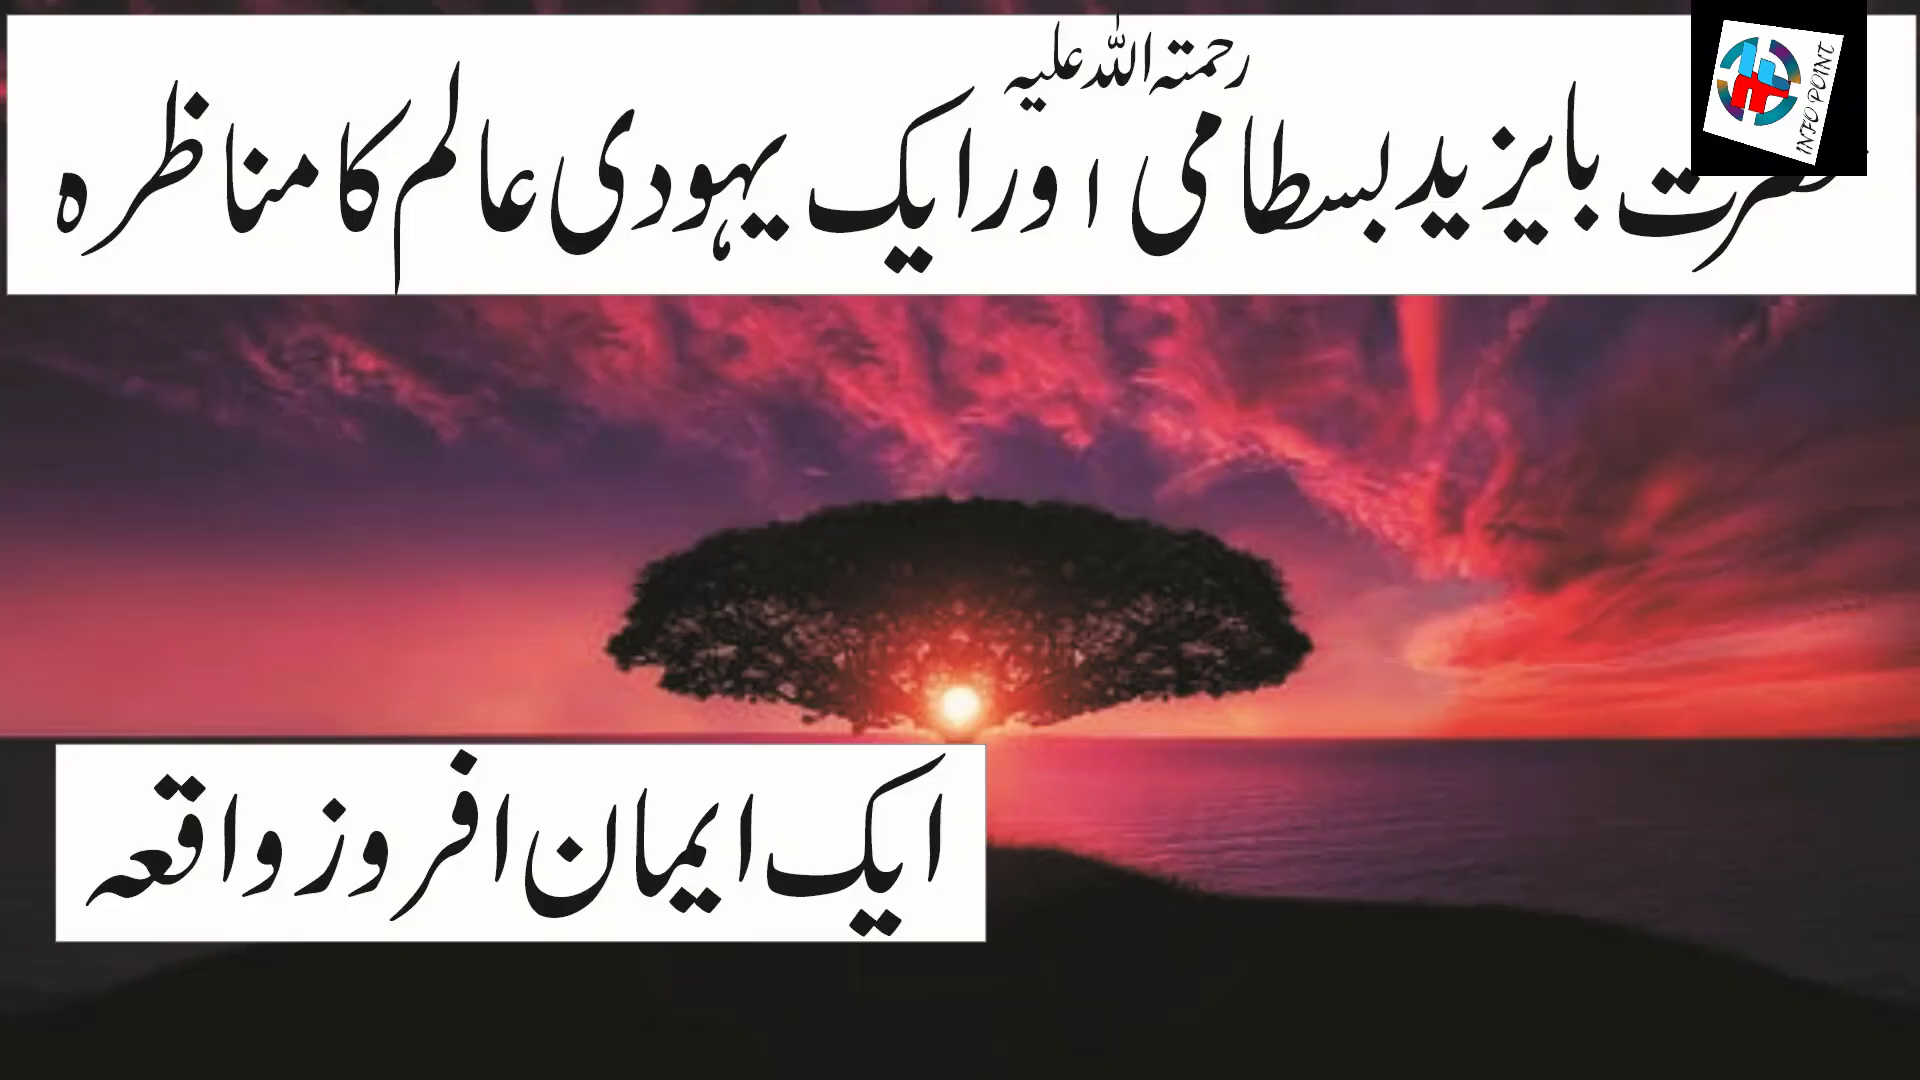 رحمتہ اللہ علیہ
حضرت بایزید بسطامی اور ایک یہودی عالم کا مناظرہ
INFO POINT
ایک ایمان افروز واقعہ